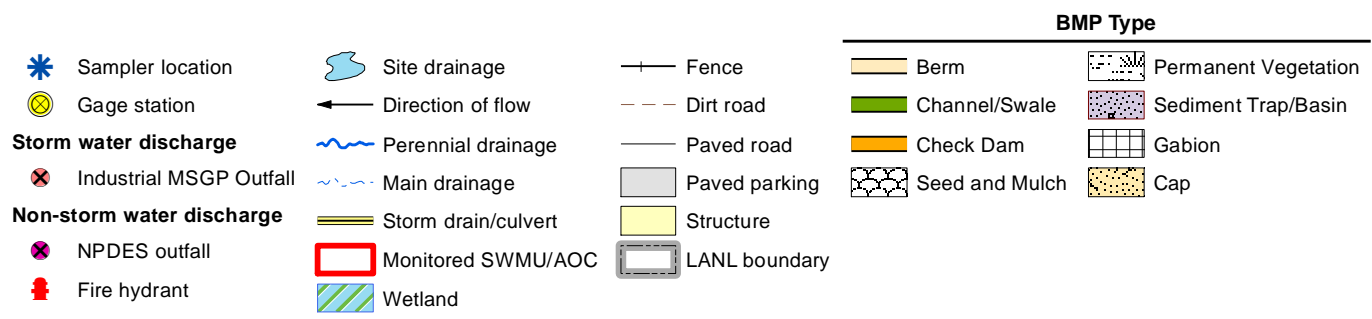 BMP Type
Sampler location
Gage station
Storm water discharge
Industrial MSGP Outfall
Non-storm water discharge
NPDES outfall
Fire hydrant
Site drainage
Direction of flow
Perennial drainage
Main drainage
Storm drain/culvert
Monitored SWMU/AOC
Wetland
Fence
Dirt road
Paved road
Paved parking
Structure
LANL boundary
Berm
Channel/Swale
Check Dam
Seed and Mulch
Permanent Vegetation
Sediment Trap/Basin
Gabion
Cap